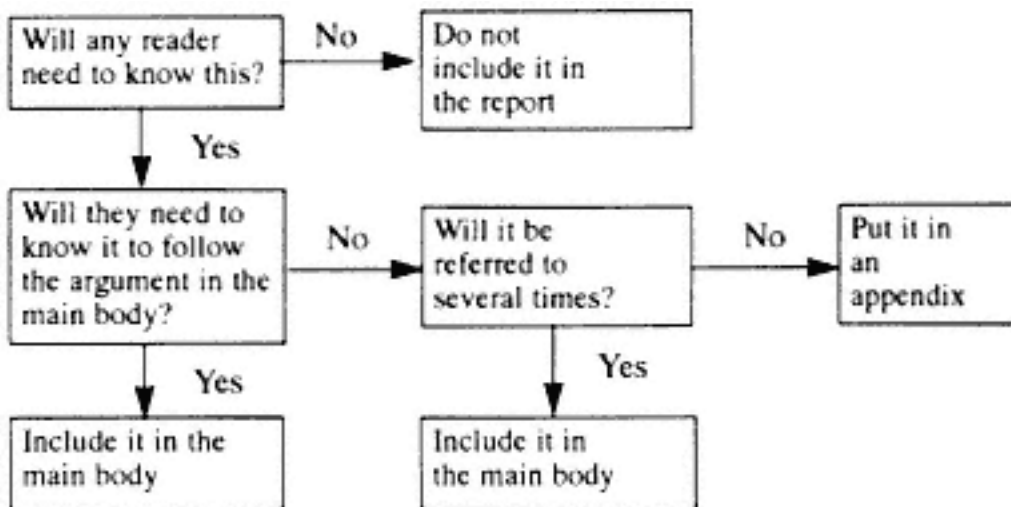 Will any reader
need to know this?
No
Do not
include it in
the report
Yes
Will they need to
know it to follow
the argument in the
main body?
No
Will it be
referred to
several times?
No
Put it in
an
appendix
Yes
Yes
Include it in the
main body
Include it in
the main body